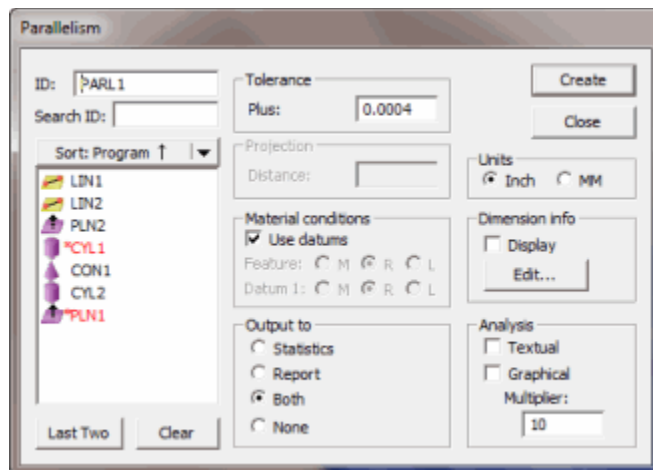 Parallelism
ID: PARL1
Search ID:
Sort: Program ↑
LIN1
LIN2
PLN2
*CYL1
CON1
CYL2
*PLN1
Last Two Clear
Tolerance
Plus: 0.0004
Projection
Distance:
Material conditions
Use datums
Feature: M R L
Datum 1: M R L
Output to
Statistics
Report
Both
None
Create
Close
Units
Inch MM
Dimension info
Display
Edit...
Analysis
Textual
Graphical
Multiplier:
10